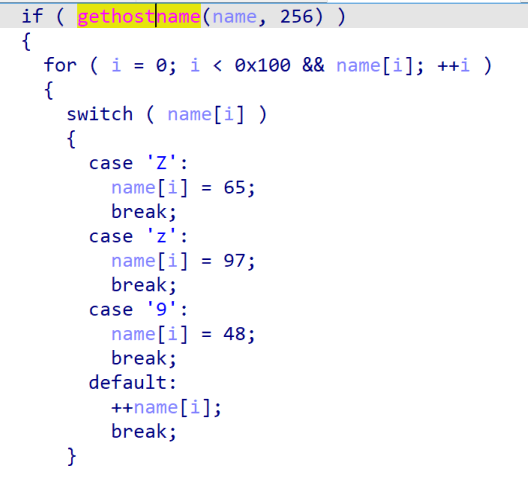 if ( gethostname(name, 256) )
{
for ( i = 0; i < 0x100 && name[i]; ++i )
{
switch ( name[i] )
{
case 'Z':
name[i] = 65;
break;
case 'z':
name[i] = 97;
break;
case '9':
name[i] = 48;
break;
default:
++name[i];
break;
}